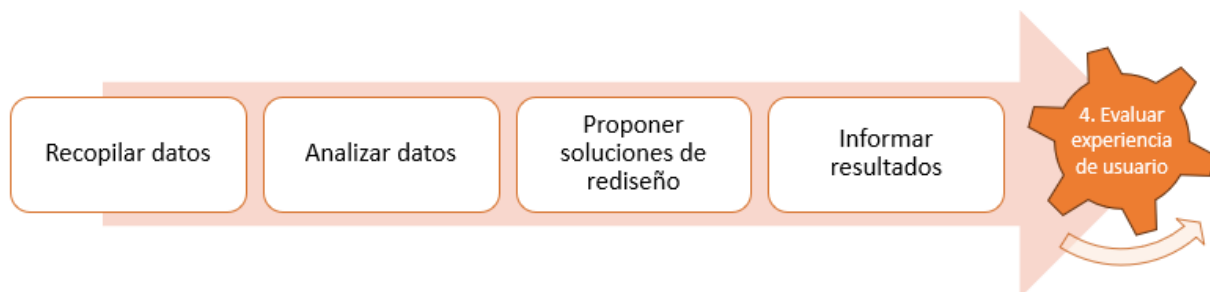 Recopilar datos
Analizar datos
Proponer
soluciones de
rediseño
Informar
resultados
4. Evaluar
experiencia
de usuario